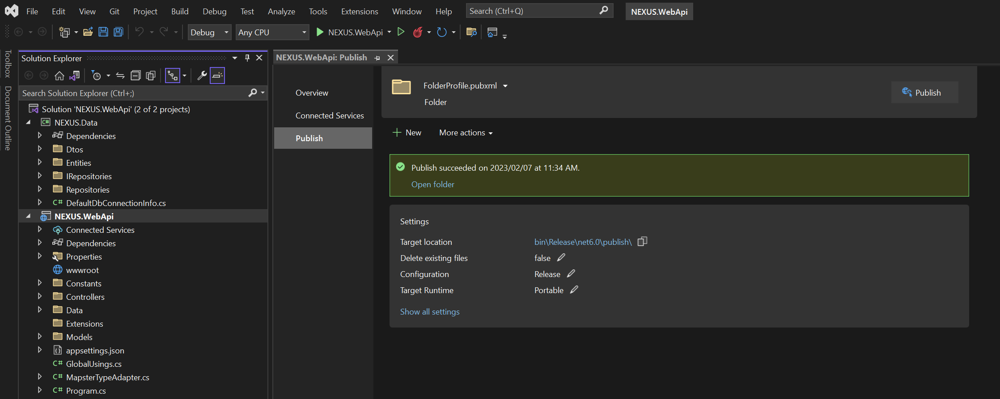 File Edit View Git Project Build Debug Test Analyze Tools Extensions Window Help Search (Ctrl+Q) NEXUS.WebApi
Debug Any CPU NEXUS.WebApi
Toolbox
Document Outline
Solution Explorer
Search Solution Explorer (Ctrl+;)
Solution 'NEXUS.WebApi' (2 of 2 projects)
C# NEXUS.Data
Dependencies
Dtos
Entities
IRepositories
Repositories
C# DefaultDbConnectionInfo.cs
NEXUS.WebApi
Connected Services
Dependencies
Properties
wwwroot
Constants
Controllers
Data
Extensions
Models
appsettings.json
C# GlobalUsings.cs
C# MapsterTypeAdapter.cs
C# Program.cs
NEXUS.WebApi: Publish
Overview
Connected Services
Publish
FolderProfile.pubxml
Folder
Publish
New More actions
Publish succeeded on 2023/02/07 at 11:34 AM.
Open folder
Settings
Target location bin\Release\net6.0\publish\
Delete existing files false
Configuration Release
Target Runtime Portable
Show all settings